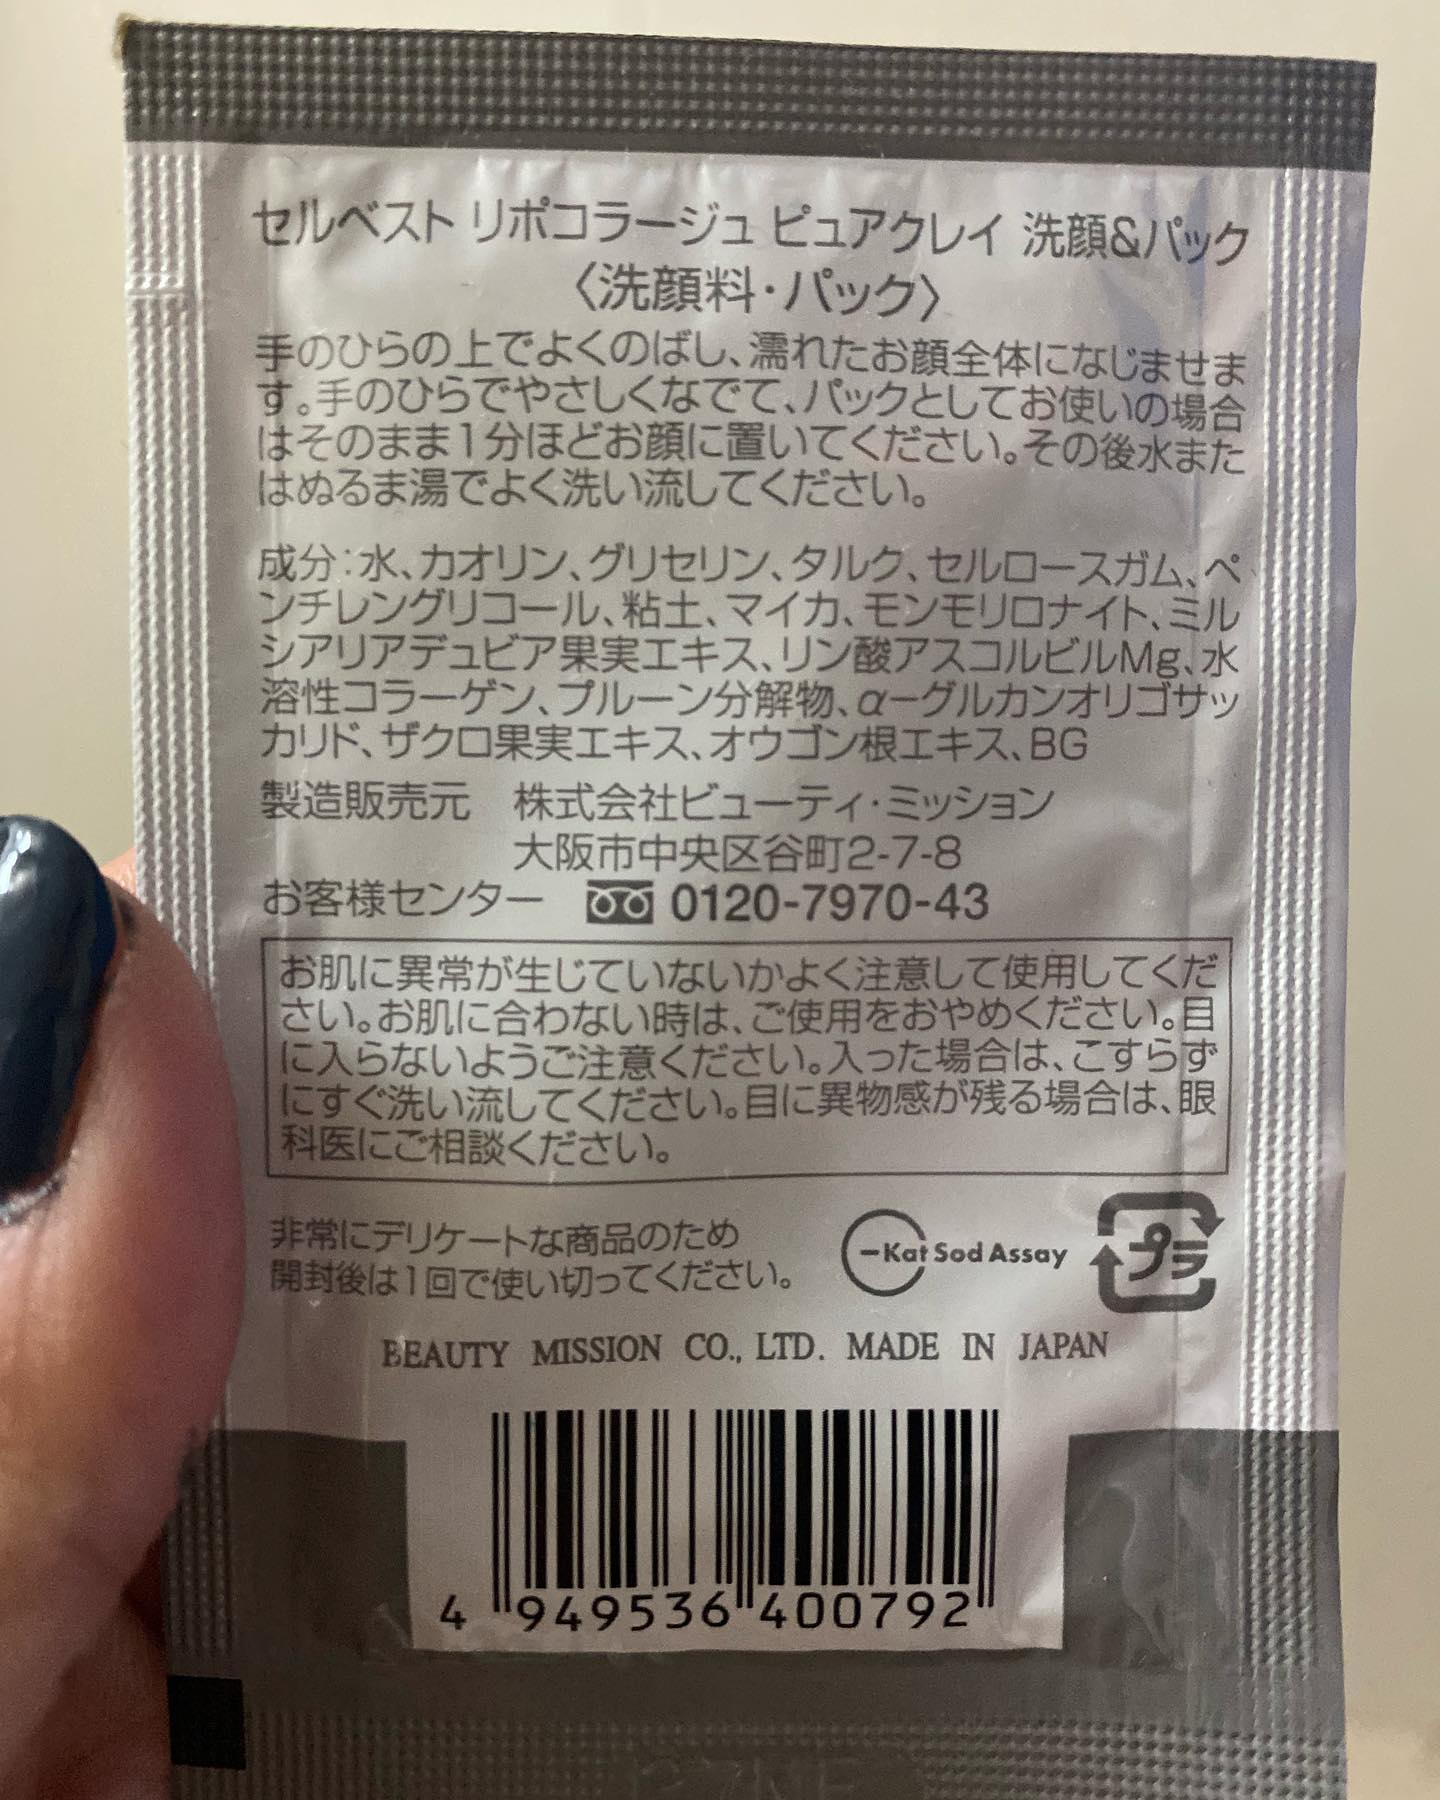 セルベスト リポコラージュ ピュアクレイ 洗顔&パック
〈洗顔料・パック〉
手のひらの上でよくのばし、濡れたお顔全体になじませま
す。手のひらでやさしくなでて、パックとしてお使いの場合
はそのまま1分ほどお顔に置いてください。その後水また
はぬるま湯でよく洗い流してください。
成分：水、カオリン、グリセリン、タルク、セルロースガム、ペ
ンチレングリコール、粘土、マイカ、モンモリロナイト、ミル
シアリアデュビア果実エキス、リン酸アスコルビルMg、水
溶性コラーゲン、プルーン分解物、α-グルカンオリゴサッ
カリド、ザクロ果実エキス、オウゴン根エキス、BG
製造販売元 株式会社ビューティ・ミッション
大阪市中央区谷町2-7-8
お客様センター 0120-7970-43
お肌に異常が生じていないかよく注意して使用してくだ
さい。お肌に合わない時は、ご使用をおやめください。目
に入らないようご注意ください。入った場合は、こすらず
にすぐ洗い流してください。目に異物感が残る場合は、眼
科医にご相談ください。
非常にデリケートな商品のため
開封後は1回で使い切ってください。
-Kat Sod Assay
プラ
BEAUTY MISSION CO., LTD. MADE IN JAPAN
4 949536 400792